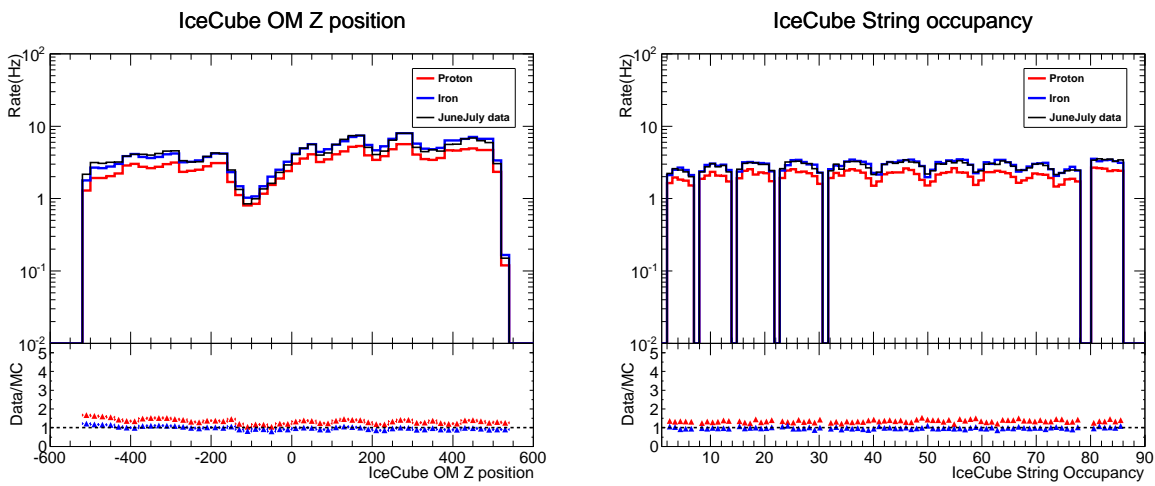 IceCube OM Z position
Rate(Hz)
10²
10
1
10⁻¹
10⁻²
Proton
Iron
JuneJuly data
Data/MC
5
4
3
2
1
0
-600 -400 -200 0 200 400 600
IceCube OM Z position
IceCube String occupancy
Rate(Hz)
10²
10
1
10⁻¹
10⁻²
Proton
Iron
JuneJuly data
Data/MC
5
4
3
2
1
0
10 20 30 40 50 60 70 80 90
IceCube String Occupancy